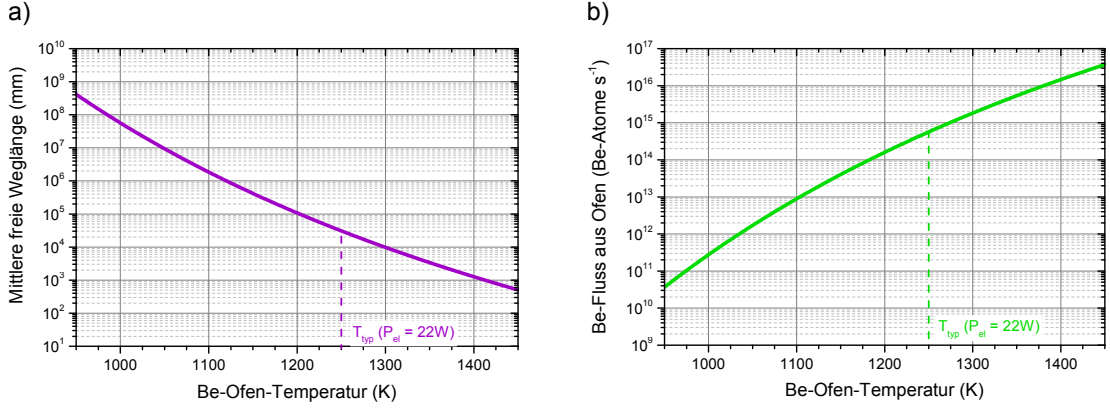 a)
Mittlere freie Weglänge (mm)
10^10
10^9
10^8
10^7
10^6
10^5
10^4
10^3
10^2
10^1
T_typ (P_el = 22W)
1000 1100 1200 1300 1400
Be-Ofen-Temperatur (K)
b)
Be-Fluss aus Ofen (Be-Atome s^-1)
10^17
10^16
10^15
10^14
10^13
10^12
10^11
10^10
10^9
T_typ (P_el = 22W)
1000 1100 1200 1300 1400
Be-Ofen-Temperatur (K)